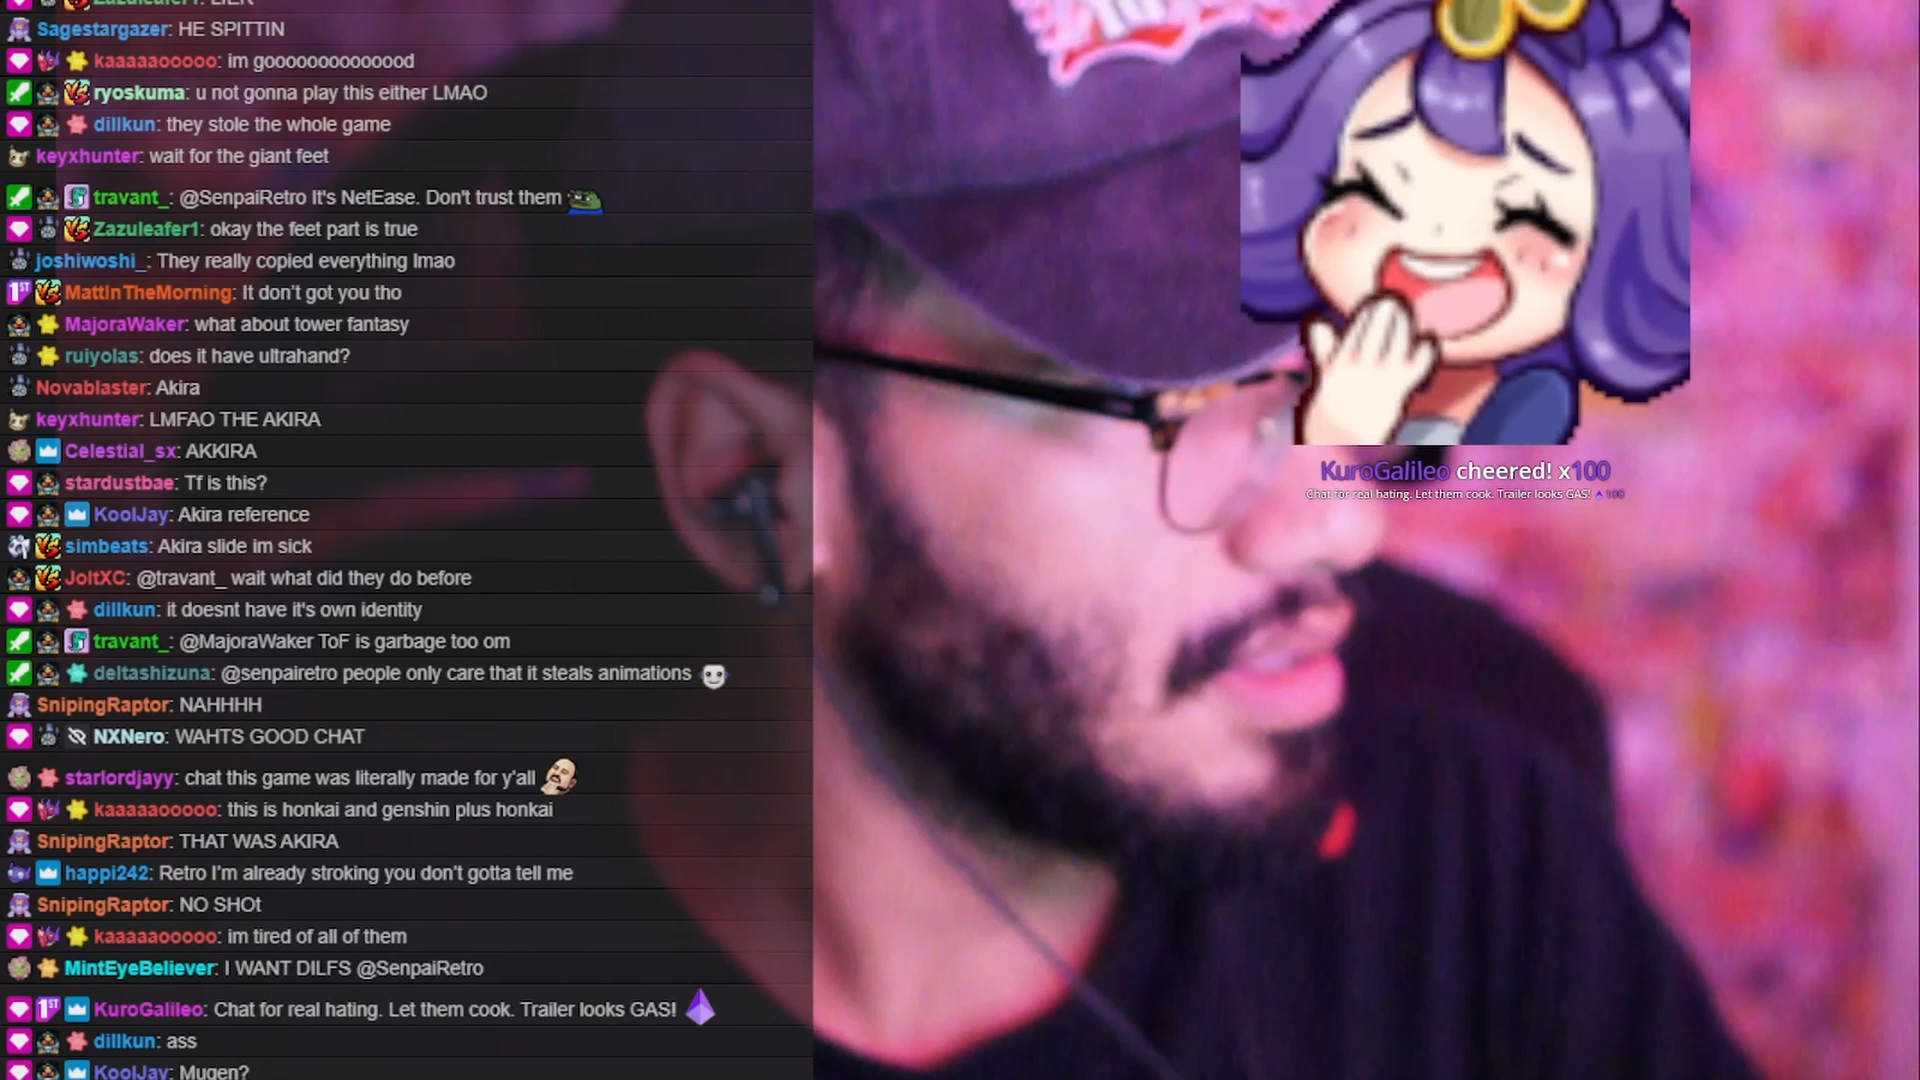 Zazuleafer1: LIER
Sagestargazer: HE SPITTIN
kaaaaaooooo: im gooooooooooooood
ryoskuma: u not gonna play this either LMAO
dillkun: they stole the whole game
keyxhunter: wait for the giant feet
travant_: @SenpaiRetro It's NetEase. Don't trust them
Zazuleafer1: okay the feet part is true
joshiwoshi_: They really copied everything lmao
1ST MattInTheMorning: It don't got you tho
MajoraWaker: what about tower fantasy
ruiyolas: does it have ultrahand?
Novablaster: Akira
keyxhunter: LMFAO THE AKIRA
Celestial_sx: AKKIRA
stardustbae: Tf is this?
KoolJay: Akira reference
simbeats: Akira slide im sick
JoltXC: @travant_ wait what did they do before
dillkun: it doesnt have it's own identity
travant_: @MajoraWaker ToF is garbage too om
deltashizuna: @senpairetro people only care that it steals animations
SnipingRaptor: NAHHHH
NXNero: WAHTS GOOD CHAT
starlordjayy: chat this game was literally made for y'all
kaaaaaooooo: this is honkai and genshin plus honkai
SnipingRaptor: THAT WAS AKIRA
happi242: Retro I'm already stroking you don't gotta tell me
SnipingRaptor: NO SHOt
kaaaaaooooo: im tired of all of them
MintEyeBeliever: I WANT DILFS @SenpaiRetro
1ST KuroGalileo: Chat for real hating. Let them cook. Trailer looks GAS!
dillkun: ass
KoolJay: Mugen?
KuroGalileo cheered! x100
Chat for real hating. Let them cook. Trailer looks GAS! 100